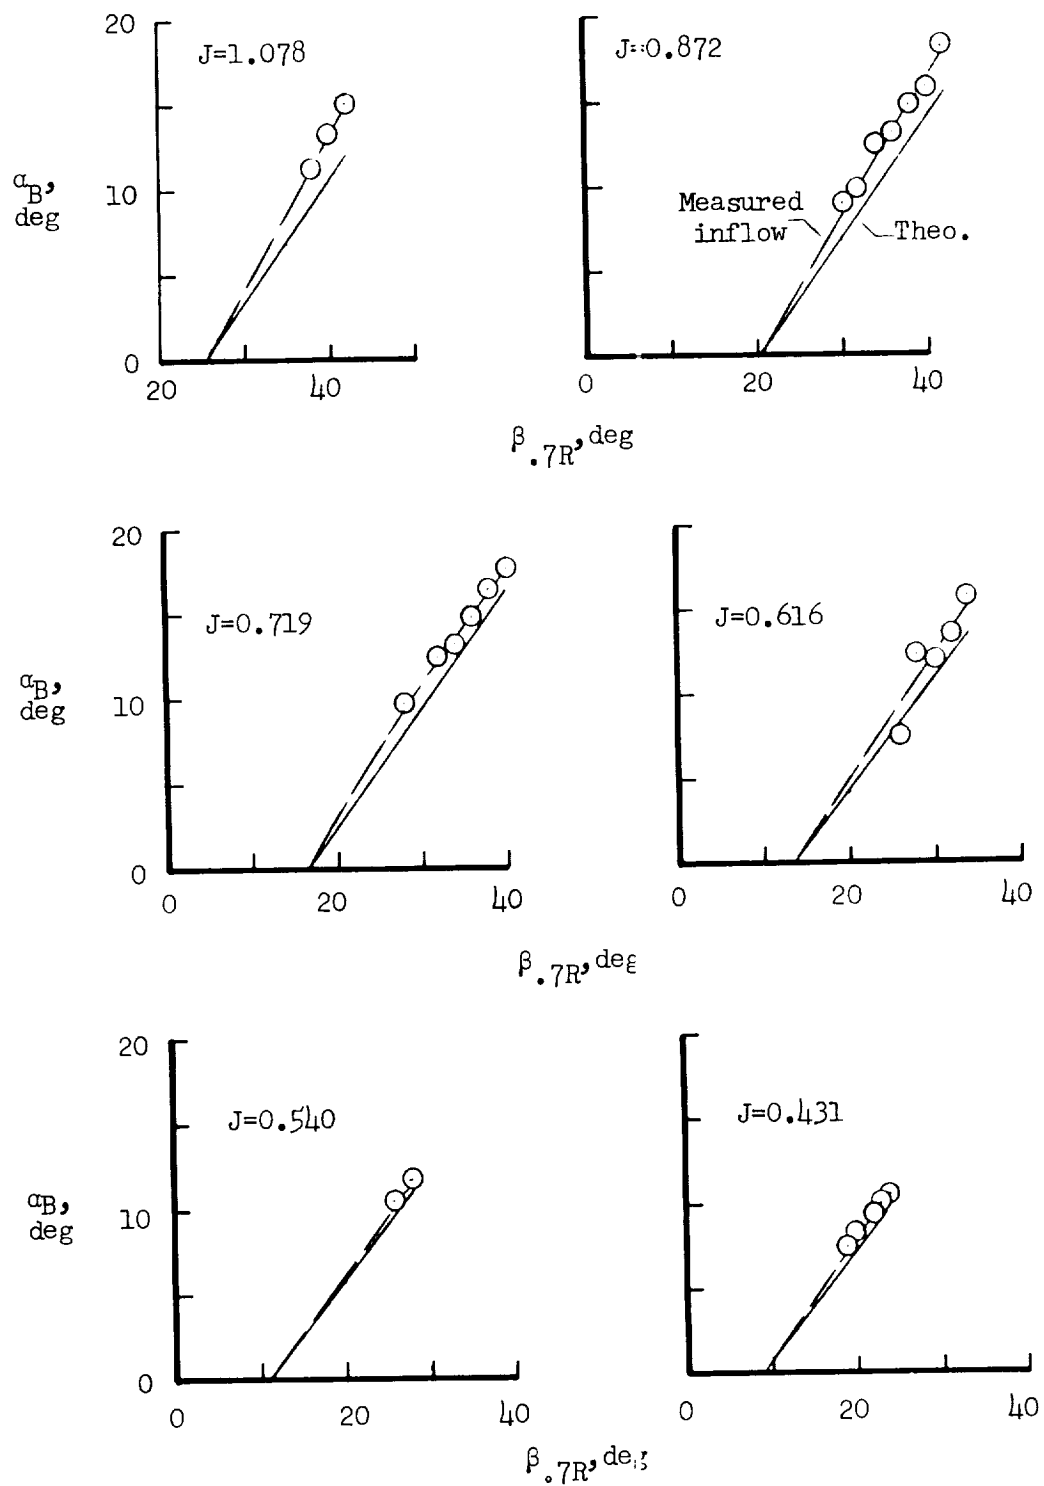 20
J=1.078
J=0.872
αB,
deg
10
Measured
inflow
Theo.
0
20
40
0
20
40
β.7R,deg
20
J=0.719
J=0.616
αB,
deg
10
0
0
20
40
0
20
40
β.7R,deg
20
J=0.540
J=0.431
αB,
deg
10
0
0
20
40
0
20
40
β.7R,deg